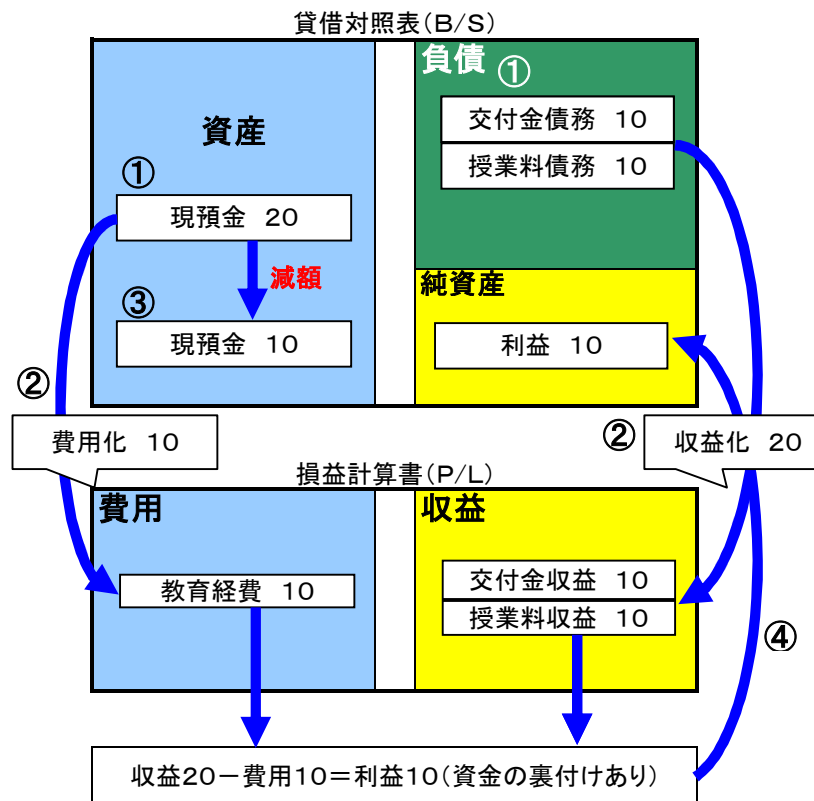 貸借対照表(B/S)
資産
負債
①
交付金債務 10
授業料債務 10
①
現預金 20
減額
③
現預金 10
純資産
利益 10
②
費用化 10
②
収益化 20
損益計算書(P/L)
費用
収益
教育経費 10
交付金収益 10
授業料収益 10
④
収益20-費用10=利益10(資金の裏付けあり)